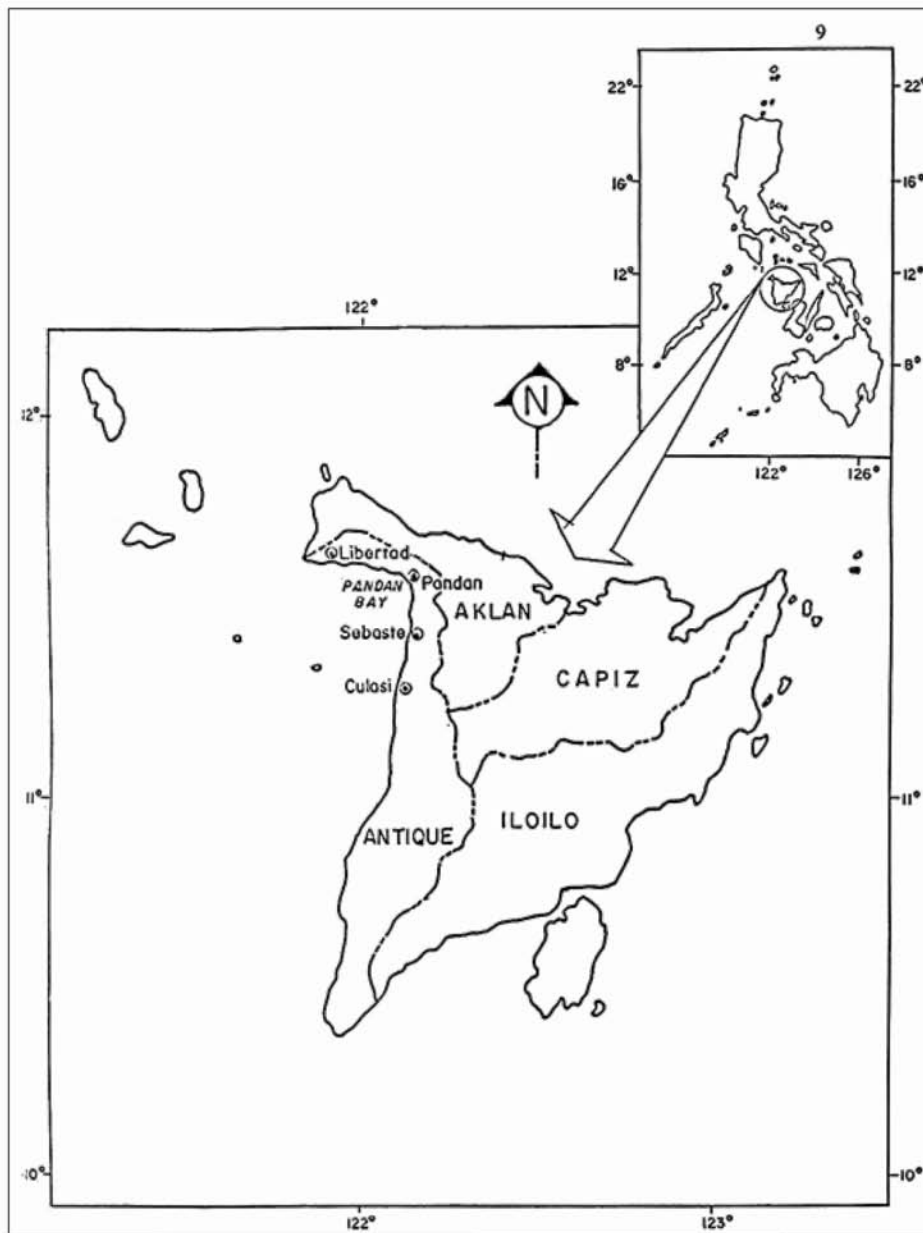 9
22°
22°
16°
16°
12°
12°
8°
8°
122°
126°
122°
12°
N
Libertad
PANDAN
BAY
Pandan
AKLAN
Sebaste
CAPIZ
Culasi
11°
11°
ANTIQUE
ILOILO
10°
10°
122°
123°